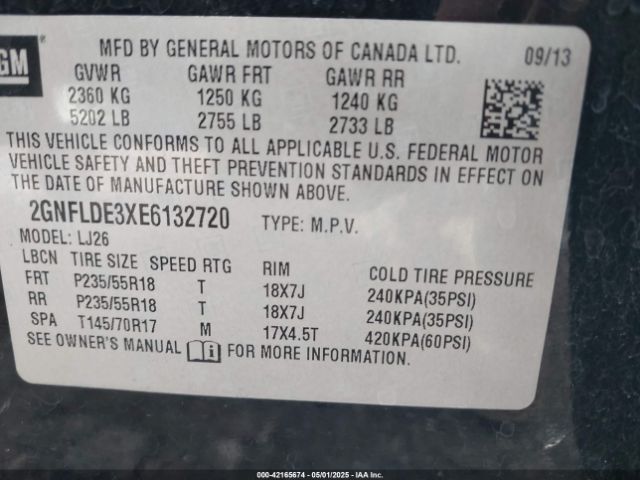 GM
®
MFD BY GENERAL MOTORS OF CANADA LTD. 09/13
GVWR GAWR FRT GAWR RR
2360 KG 1250 KG 1240 KG
5202 LB 2755 LB 2733 LB
THIS VEHICLE CONFORMS TO ALL APPLICABLE U.S. FEDERAL MOTOR
VEHICLE SAFETY AND THEFT PREVENTION STANDARDS IN EFFECT ON
THE DATE OF MANUFACTURE SHOWN ABOVE.
2GNFLDE3XE6132720 TYPE: M.P.V.
MODEL: LJ26
LBCN TIRE SIZE SPEED RTG RIM COLD TIRE PRESSURE
FRT P235/55R18 T 18X7J 240KPA(35PSI)
RR P235/55R18 T 18X7J 240KPA(35PSI)
SPA T145/70R17 M 17X4.5T 420KPA(60PSI)
SEE OWNER'S MANUAL FOR MORE INFORMATION.
000-42165674 - 05/01/2025 - IAAI.COM